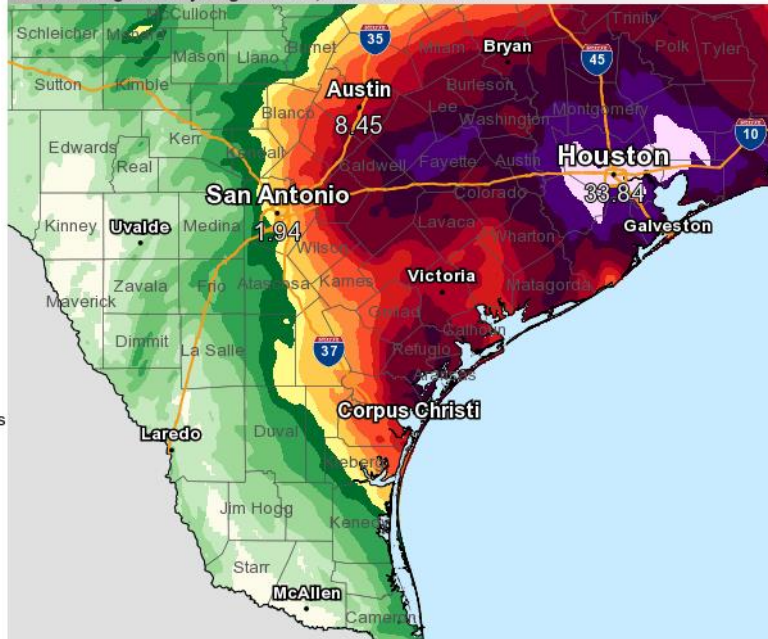 McCulloch
Trinity
Schleicher
Menard
35
Milam
Bryan
45
Polk
Tyler
Burnet
Mason
Llano
Sutton
Kimble
Austin
Burleson
Blanco
8.45
Lee
Washington
Montgomery
10
Edwards
Kerr
Kendall
Real
Caldwell
Fayette
Austin
Houston
San Antonio
Colorado
33.84
Kinney
Uvalde
Medina
1.94
Lavaca
Galveston
Wilson
Wharton
Maverick
Zavala
Frio
Atascosa
Karnes
Victoria
Matagorda
Goliad
Calhoun
Dimmit
La Salle
37
Refugio
Aransas
Corpus Christi
s
Laredo
Duval
Kleberg
Jim Hogg
Kenedy
Starr
McAllen
Cameron